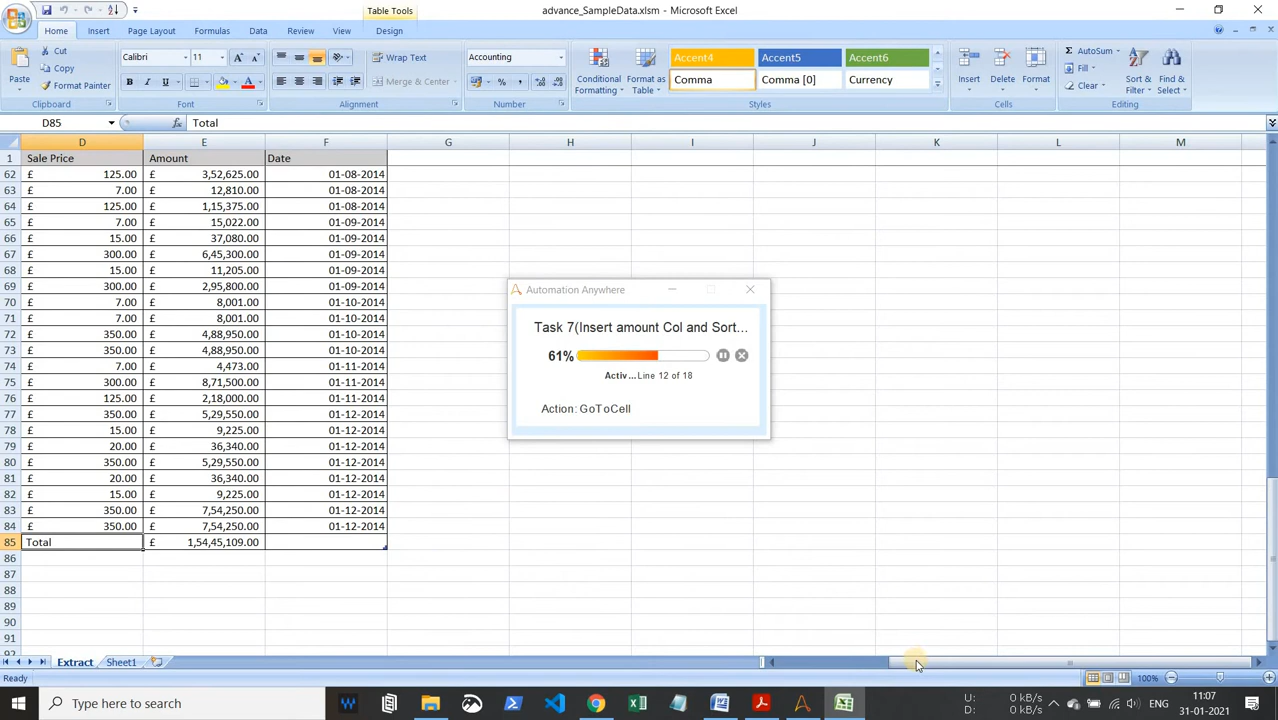 Table Tools
advance_SampleData.xlsm - Microsoft Excel
Home Insert Page Layout Formulas Data Review View Design
Paste
Cut
Copy
Format Painter
Clipboard
Calibri 11
B I U
Font
Wrap Text
Merge & Center
Alignment
Accounting
Number
Conditional Formatting
Format as Table
Accent4 Accent5 Accent6
Comma Comma [0] Currency
Styles
Insert Delete Format
Cells
AutoSum
Fill
Clear
Sort & Filter
Find & Select
Editing
D85 fx Total
D E F G H I J K L M
1 Sale Price Amount Date
62 £ 125.00 £ 3,52,625.00 01-08-2014
63 £ 7.00 £ 12,810.00 01-08-2014
64 £ 125.00 £ 1,15,375.00 01-08-2014
65 £ 7.00 £ 15,022.00 01-09-2014
66 £ 15.00 £ 37,080.00 01-09-2014
67 £ 300.00 £ 6,45,300.00 01-09-2014
68 £ 15.00 £ 11,205.00 01-09-2014
69 £ 300.00 £ 2,95,800.00 01-09-2014
70 £ 7.00 £ 8,001.00 01-10-2014
71 £ 7.00 £ 8,001.00 01-10-2014
72 £ 350.00 £ 4,88,950.00 01-10-2014
73 £ 350.00 £ 4,88,950.00 01-10-2014
74 £ 7.00 £ 4,473.00 01-11-2014
75 £ 300.00 £ 8,71,500.00 01-11-2014
76 £ 125.00 £ 2,18,000.00 01-11-2014
77 £ 350.00 £ 5,29,550.00 01-12-2014
78 £ 15.00 £ 9,225.00 01-12-2014
79 £ 20.00 £ 36,340.00 01-12-2014
80 £ 350.00 £ 5,29,550.00 01-12-2014
81 £ 20.00 £ 36,340.00 01-12-2014
82 £ 15.00 £ 9,225.00 01-12-2014
83 £ 350.00 £ 7,54,250.00 01-12-2014
84 £ 350.00 £ 7,54,250.00 01-12-2014
85 Total £ 1,54,45,109.00
86
87
88
89
90
91
Automation Anywhere
Task 7(Insert amount Col and Sort...
61%
Activ...Line 12 of 18
Action: GoToCell
Extract Sheet1
Ready 100%
Type here to search
U: 0 kB/s
D: 0 kB/s
ENG
11:07
31-01-2021